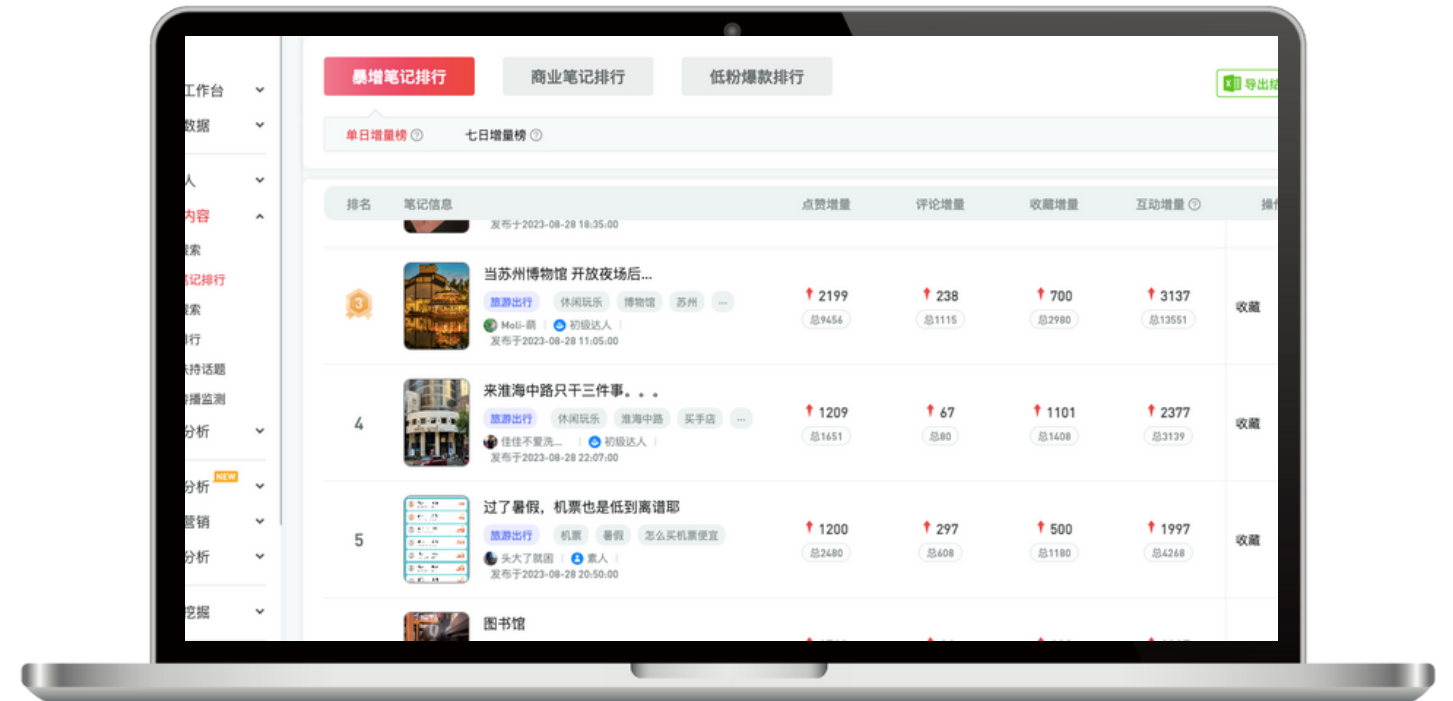 暴增笔记排行
商业笔记排行
低粉爆款排行
导出结
单日增量榜
七日增量榜
工作台
数据
人
内容
搜索
笔记排行
搜索
排行
扶持话题
传播监测
分析
分析 NEW
营销
分析
挖掘
排名 笔记信息 点赞增量 评论增量 收藏增量 互动增量 操作
发布于2023-08-28 18:35:00
3
当苏州博物馆 开放夜场后...
旅游出行 休闲玩乐 博物馆 苏州 ...
Moli-萌 初级达人
发布于2023-08-28 11:05:00
2199 238 700 3137
总9456 总1115 总2980 总13551
收藏
4
来淮海中路只干三件事。。。
旅游出行 休闲玩乐 淮海中路 买手店 ...
佳佳不爱洗... 初级达人
发布于2023-08-28 22:07:00
1209 67 1101 2377
总1651 总80 总1408 总3139
收藏
5
过了暑假，机票也是低到离谱耶
旅游出行 机票 暑假 怎么买机票便宜
头大了就困 素人
发布于2023-08-28 20:50:00
1200 297 500 1997
总2480 总608 总1180 总4268
收藏
图书馆